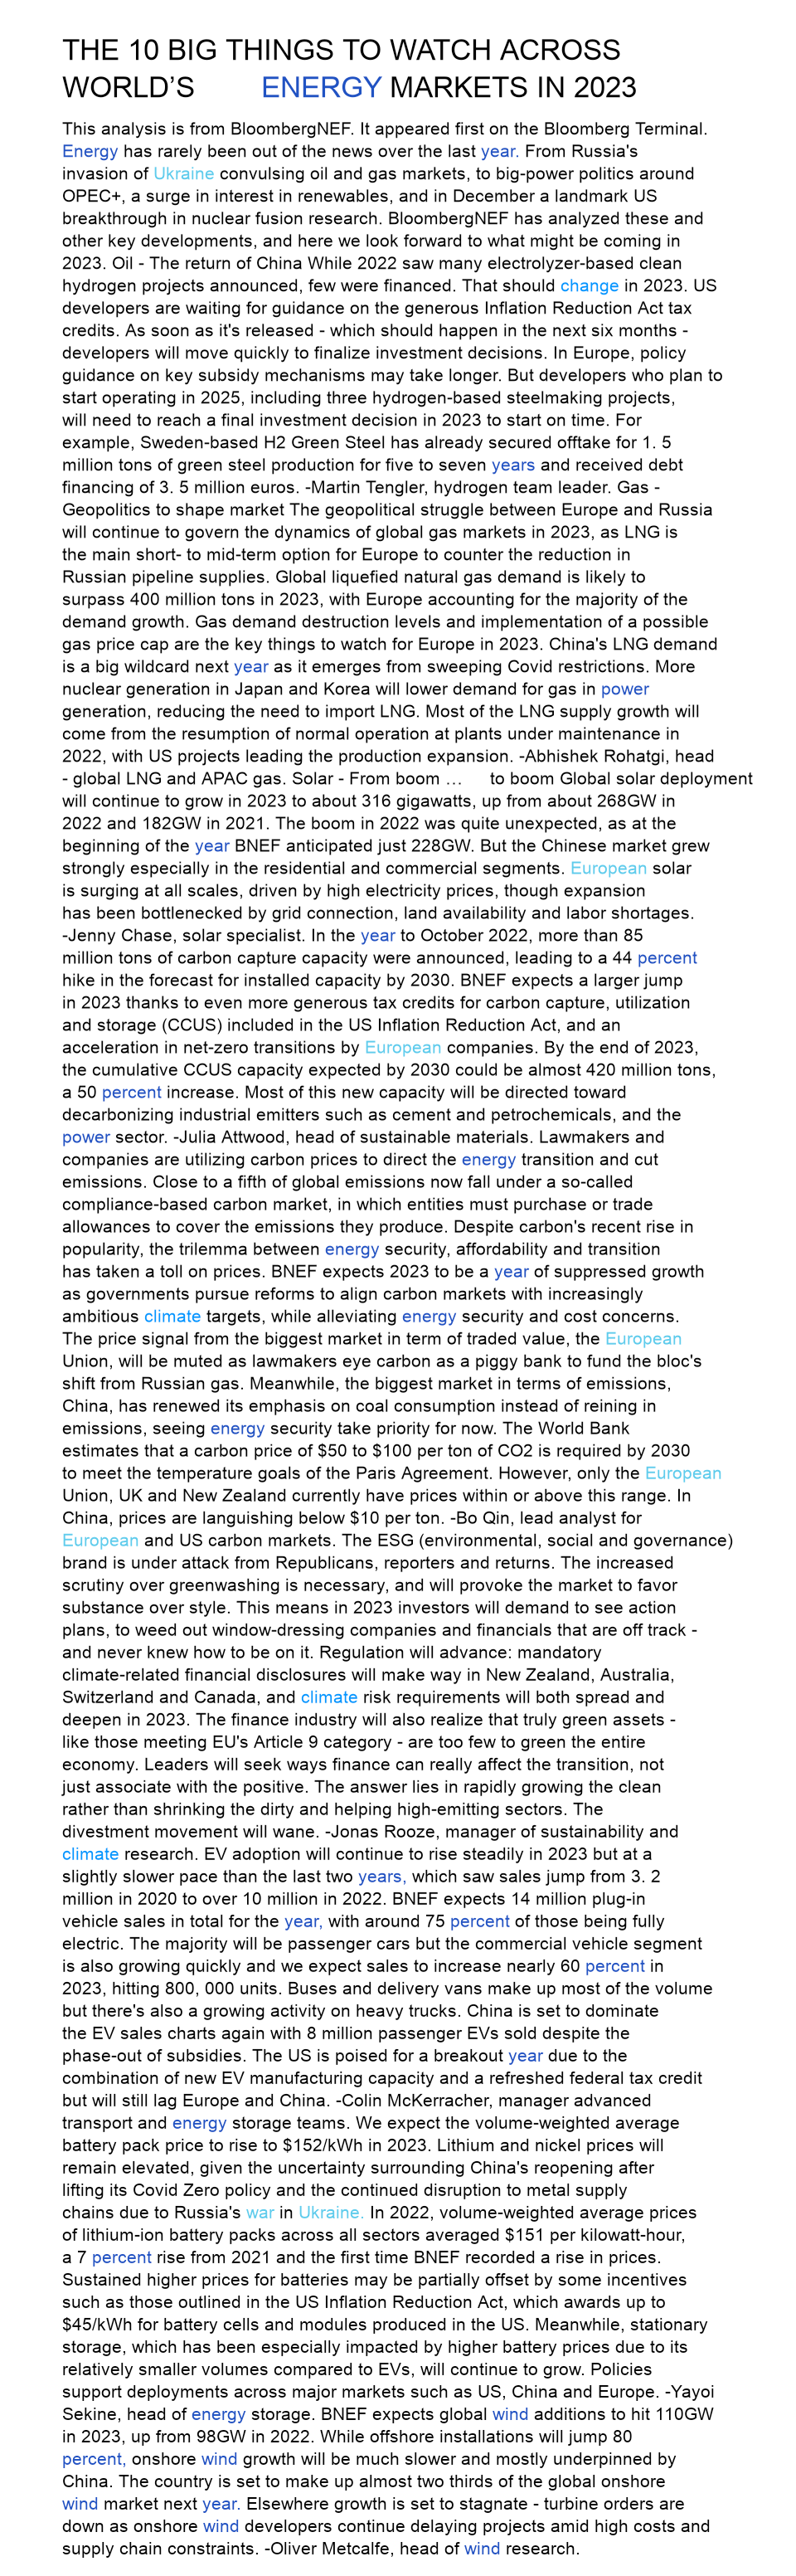 THE 10 BIG THINGS TO WATCH ACROSS
WORLD’S ENERGY MARKETS IN 2023
This analysis is from BloombergNEF. It appeared first on the Bloomberg Terminal.
Energy has rarely been out of the news over the last year. From Russia's
invasion of Ukraine convulsing oil and gas markets, to big-power politics around
OPEC+, a surge in interest in renewables, and in December a landmark US
breakthrough in nuclear fusion research. BloombergNEF has analyzed these and
other key developments, and here we look forward to what might be coming in
2023. Oil - The return of China While 2022 saw many electrolyzer-based clean
hydrogen projects announced, few were financed. That should change in 2023. US
developers are waiting for guidance on the generous Inflation Reduction Act tax
credits. As soon as it's released - which should happen in the next six months -
developers will move quickly to finalize investment decisions. In Europe, policy
guidance on key subsidy mechanisms may take longer. But developers who plan to
start operating in 2025, including three hydrogen-based steelmaking projects,
will need to reach a final investment decision in 2023 to start on time. For
example, Sweden-based H2 Green Steel has already secured offtake for 1. 5
million tons of green steel production for five to seven years and received debt
financing of 3. 5 million euros. -Martin Tengler, hydrogen team leader. Gas -
Geopolitics to shape market The geopolitical struggle between Europe and Russia
will continue to govern the dynamics of global gas markets in 2023, as LNG is
the main short- to mid-term option for Europe to counter the reduction in
Russian pipeline supplies. Global liquefied natural gas demand is likely to
surpass 400 million tons in 2023, with Europe accounting for the majority of the
demand growth. Gas demand destruction levels and implementation of a possible
gas price cap are the key things to watch for Europe in 2023. China's LNG demand
is a big wildcard next year as it emerges from sweeping Covid restrictions. More
nuclear generation in Japan and Korea will lower demand for gas in power
generation, reducing the need to import LNG. Most of the LNG supply growth will
come from the resumption of normal operation at plants under maintenance in
2022, with US projects leading the production expansion. -Abhishek Rohatgi, head
- global LNG and APAC gas. Solar - From boom … to boom Global solar deployment
will continue to grow in 2023 to about 316 gigawatts, up from about 268GW in
2022 and 182GW in 2021. The boom in 2022 was quite unexpected, as at the
beginning of the year BNEF anticipated just 228GW. But the Chinese market grew
strongly especially in the residential and commercial segments. European solar
is surging at all scales, driven by high electricity prices, though expansion
has been bottlenecked by grid connection, land availability and labor shortages.
-Jenny Chase, solar specialist. In the year to October 2022, more than 85
million tons of carbon capture capacity were announced, leading to a 44 percent
hike in the forecast for installed capacity by 2030. BNEF expects a larger jump
in 2023 thanks to even more generous tax credits for carbon capture, utilization
and storage (CCUS) included in the US Inflation Reduction Act, and an
acceleration in net-zero transitions by European companies. By the end of 2023,
the cumulative CCUS capacity expected by 2030 could be almost 420 million tons,
a 50 percent increase. Most of this new capacity will be directed toward
decarbonizing industrial emitters such as cement and petrochemicals, and the
power sector. -Julia Attwood, head of sustainable materials. Lawmakers and
companies are utilizing carbon prices to direct the energy transition and cut
emissions. Close to a fifth of global emissions now fall under a so-called
compliance-based carbon market, in which entities must purchase or trade
allowances to cover the emissions they produce. Despite carbon's recent rise in
popularity, the trilemma between energy security, affordability and transition
has taken a toll on prices. BNEF expects 2023 to be a year of suppressed growth
as governments pursue reforms to align carbon markets with increasingly
ambitious climate targets, while alleviating energy security and cost concerns.
The price signal from the biggest market in term of traded value, the European
Union, will be muted as lawmakers eye carbon as a piggy bank to fund the bloc's
shift from Russian gas. Meanwhile, the biggest market in terms of emissions,
China, has renewed its emphasis on coal consumption instead of reining in
emissions, seeing energy security take priority for now. The World Bank
estimates that a carbon price of $50 to $100 per ton of CO2 is required by 2030
to meet the temperature goals of the Paris Agreement. However, only the European
Union, UK and New Zealand currently have prices within or above this range. In
China, prices are languishing below $10 per ton. -Bo Qin, lead analyst for
European and US carbon markets. The ESG (environmental, social and governance)
brand is under attack from Republicans, reporters and returns. The increased
scrutiny over greenwashing is necessary, and will provoke the market to favor
substance over style. This means in 2023 investors will demand to see action
plans, to weed out window-dressing companies and financials that are off track -
and never knew how to be on it. Regulation will advance: mandatory
climate-related financial disclosures will make way in New Zealand, Australia,
Switzerland and Canada, and climate risk requirements will both spread and
deepen in 2023. The finance industry will also realize that truly green assets -
like those meeting EU's Article 9 category - are too few to green the entire
economy. Leaders will seek ways finance can really affect the transition, not
just associate with the positive. The answer lies in rapidly growing the clean
rather than shrinking the dirty and helping high-emitting sectors. The
divestment movement will wane. -Jonas Rooze, manager of sustainability and
climate research. EV adoption will continue to rise steadily in 2023 but at a
slightly slower pace than the last two years, which saw sales jump from 3. 2
million in 2020 to over 10 million in 2022. BNEF expects 14 million plug-in
vehicle sales in total for the year, with around 75 percent of those being fully
electric. The majority will be passenger cars but the commercial vehicle segment
is also growing quickly and we expect sales to increase nearly 60 percent in
2023, hitting 800, 000 units. Buses and delivery vans make up most of the volume
but there's also a growing activity on heavy trucks. China is set to dominate
the EV sales charts again with 8 million passenger EVs sold despite the
phase-out of subsidies. The US is poised for a breakout year due to the
combination of new EV manufacturing capacity and a refreshed federal tax credit
but will still lag Europe and China. -Colin McKerracher, manager advanced
transport and energy storage teams. We expect the volume-weighted average
battery pack price to rise to $152/kWh in 2023. Lithium and nickel prices will
remain elevated, given the uncertainty surrounding China's reopening after
lifting its Covid Zero policy and the continued disruption to metal supply
chains due to Russia's war in Ukraine. In 2022, volume-weighted average prices
of lithium-ion battery packs across all sectors averaged $151 per kilowatt-hour,
a 7 percent rise from 2021 and the first time BNEF recorded a rise in prices.
Sustained higher prices for batteries may be partially offset by some incentives
such as those outlined in the US Inflation Reduction Act, which awards up to
$45/kWh for battery cells and modules produced in the US. Meanwhile, stationary
storage, which has been especially impacted by higher battery prices due to its
relatively smaller volumes compared to EVs, will continue to grow. Policies
support deployments across major markets such as US, China and Europe. -Yayoi
Sekine, head of energy storage. BNEF expects global wind additions to hit 110GW
in 2023, up from 98GW in 2022. While offshore installations will jump 80
percent, onshore wind growth will be much slower and mostly underpinned by
China. The country is set to make up almost two thirds of the global onshore
wind market next year. Elsewhere growth is set to stagnate - turbine orders are
down as onshore wind developers continue delaying projects amid high costs and
supply chain constraints. -Oliver Metcalfe, head of wind research.